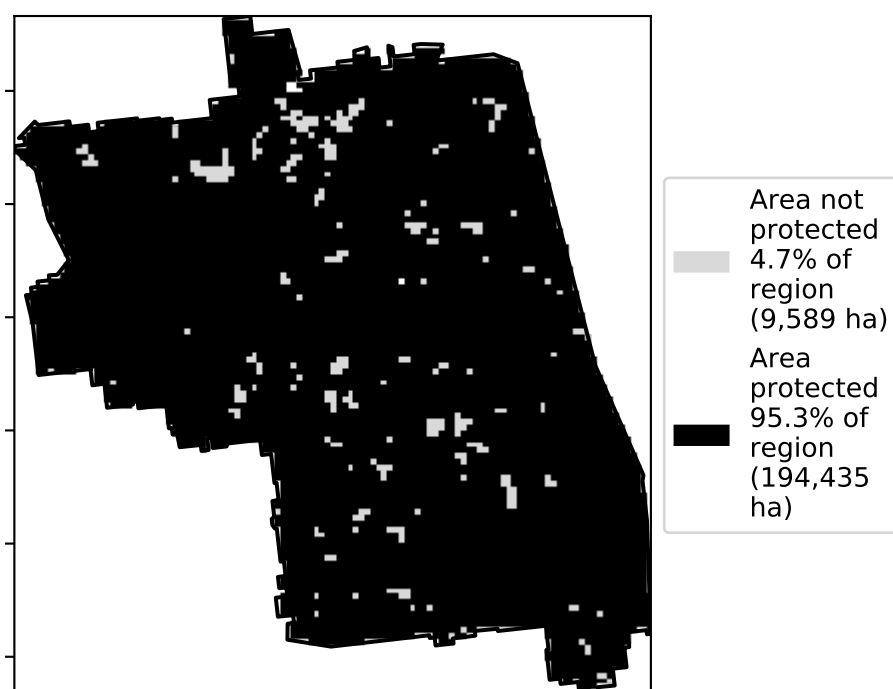 Area not
protected
4.7% of
region
(9,589 ha)
Area
protected
95.3% of
region
(194,435
ha)